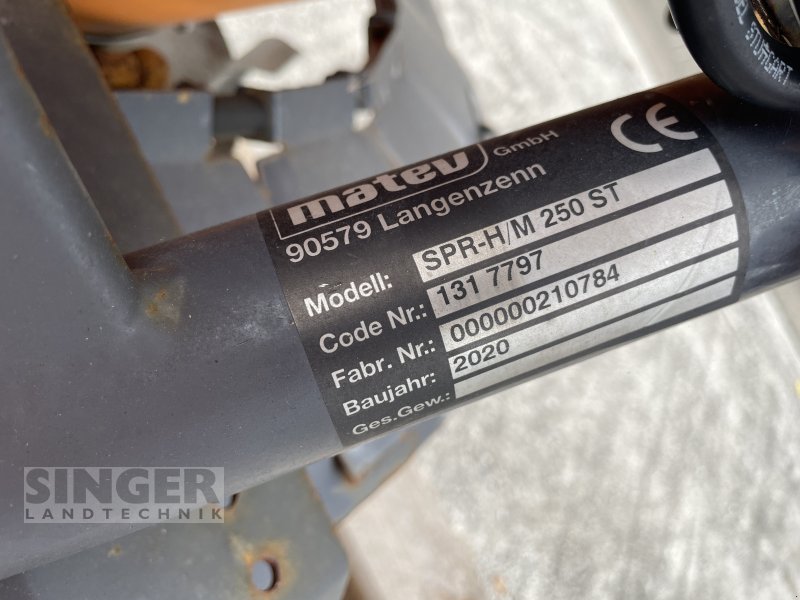 matev GmbH
90579 Langenzenn
CE
Modell: SPR-H/M 250 ST
Code Nr.: 131 7797
Fabr. Nr.: 000000210784
Baujahr: 2020
Ges.Gew.:
STUTTGART
SINGER
LANDTECHNIK